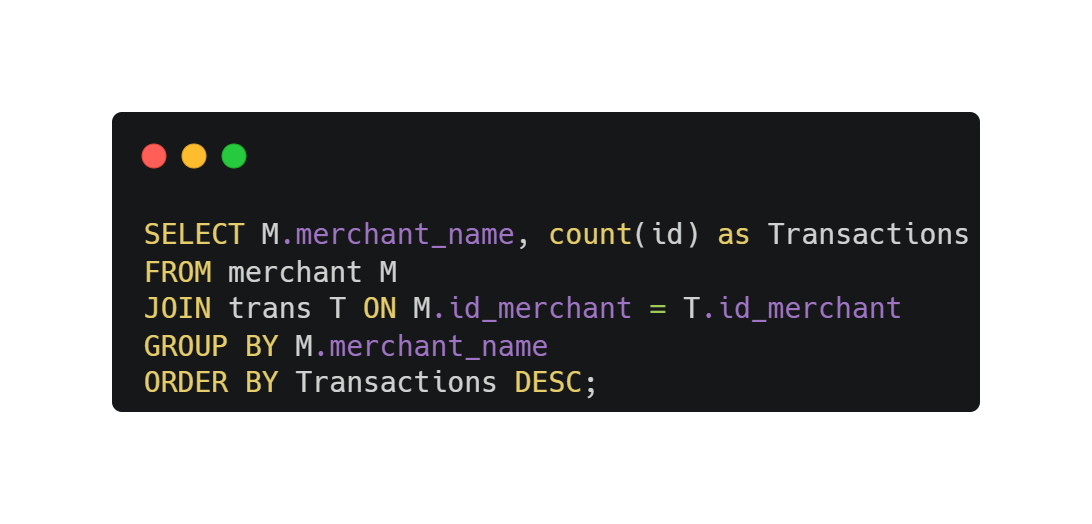 SELECT M.merchant_name, count(id) as Transactions
FROM merchant M
JOIN trans T ON M.id_merchant = T.id_merchant
GROUP BY M.merchant_name
ORDER BY Transactions DESC;